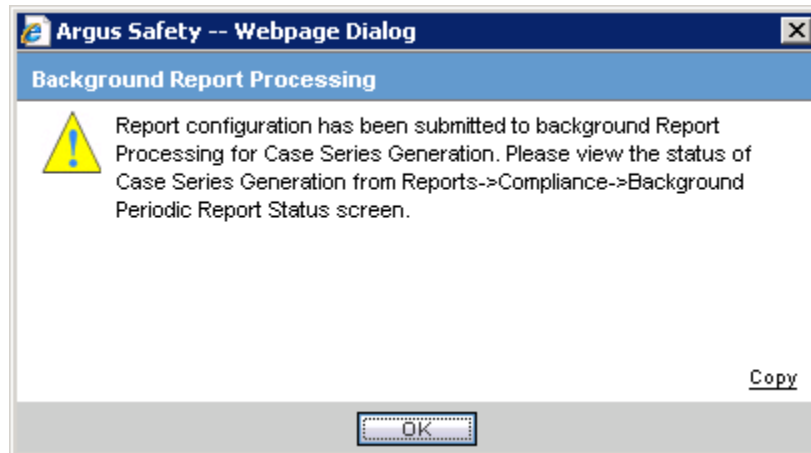 Argus Safety -- Webpage Dialog
Background Report Processing
Report configuration has been submitted to background Report
Processing for Case Series Generation. Please view the status of
Case Series Generation from Reports->Compliance->Background
Periodic Report Status screen.
Copy
OK